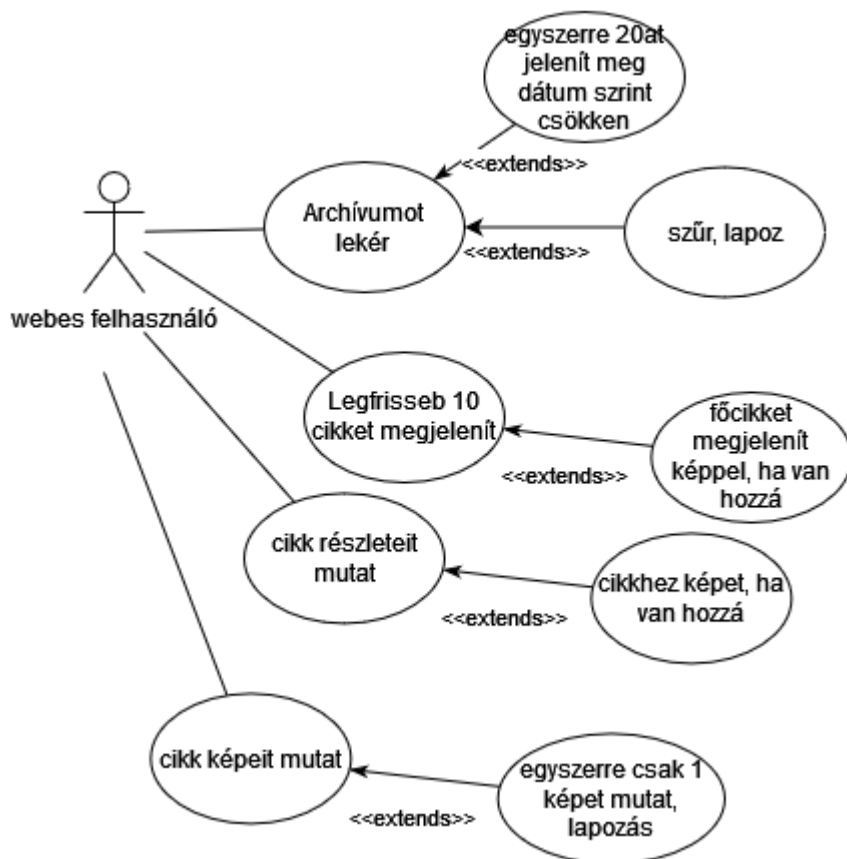 egyszerre 20at
jelenít meg
dátum szrint
csökken
<<extends>>
Archívumot
lekér
szűr, lapoz
<<extends>>
webes felhasználó
Legfrisseb 10
cikket megjelenít
főcikket
megjelenít
képpel, ha van
hozzá
<<extends>>
cikk részleteit
mutat
cikkhez képet, ha
van hozzá
<<extends>>
cikk képeit mutat
egyszerre csak 1
képet mutat,
lapozás
<<extends>>